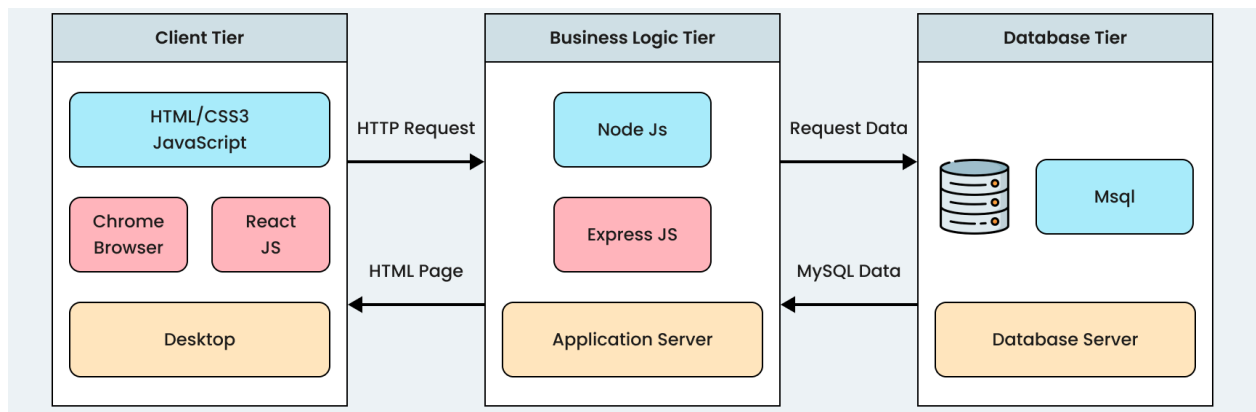 Client Tier
HTML/CSS3
JavaScript
Chrome
Browser
React
JS
Desktop
HTTP Request
HTML Page
Business Logic Tier
Node Js
Express JS
Application Server
Request Data
MySQL Data
Database Tier
Msql
Database Server